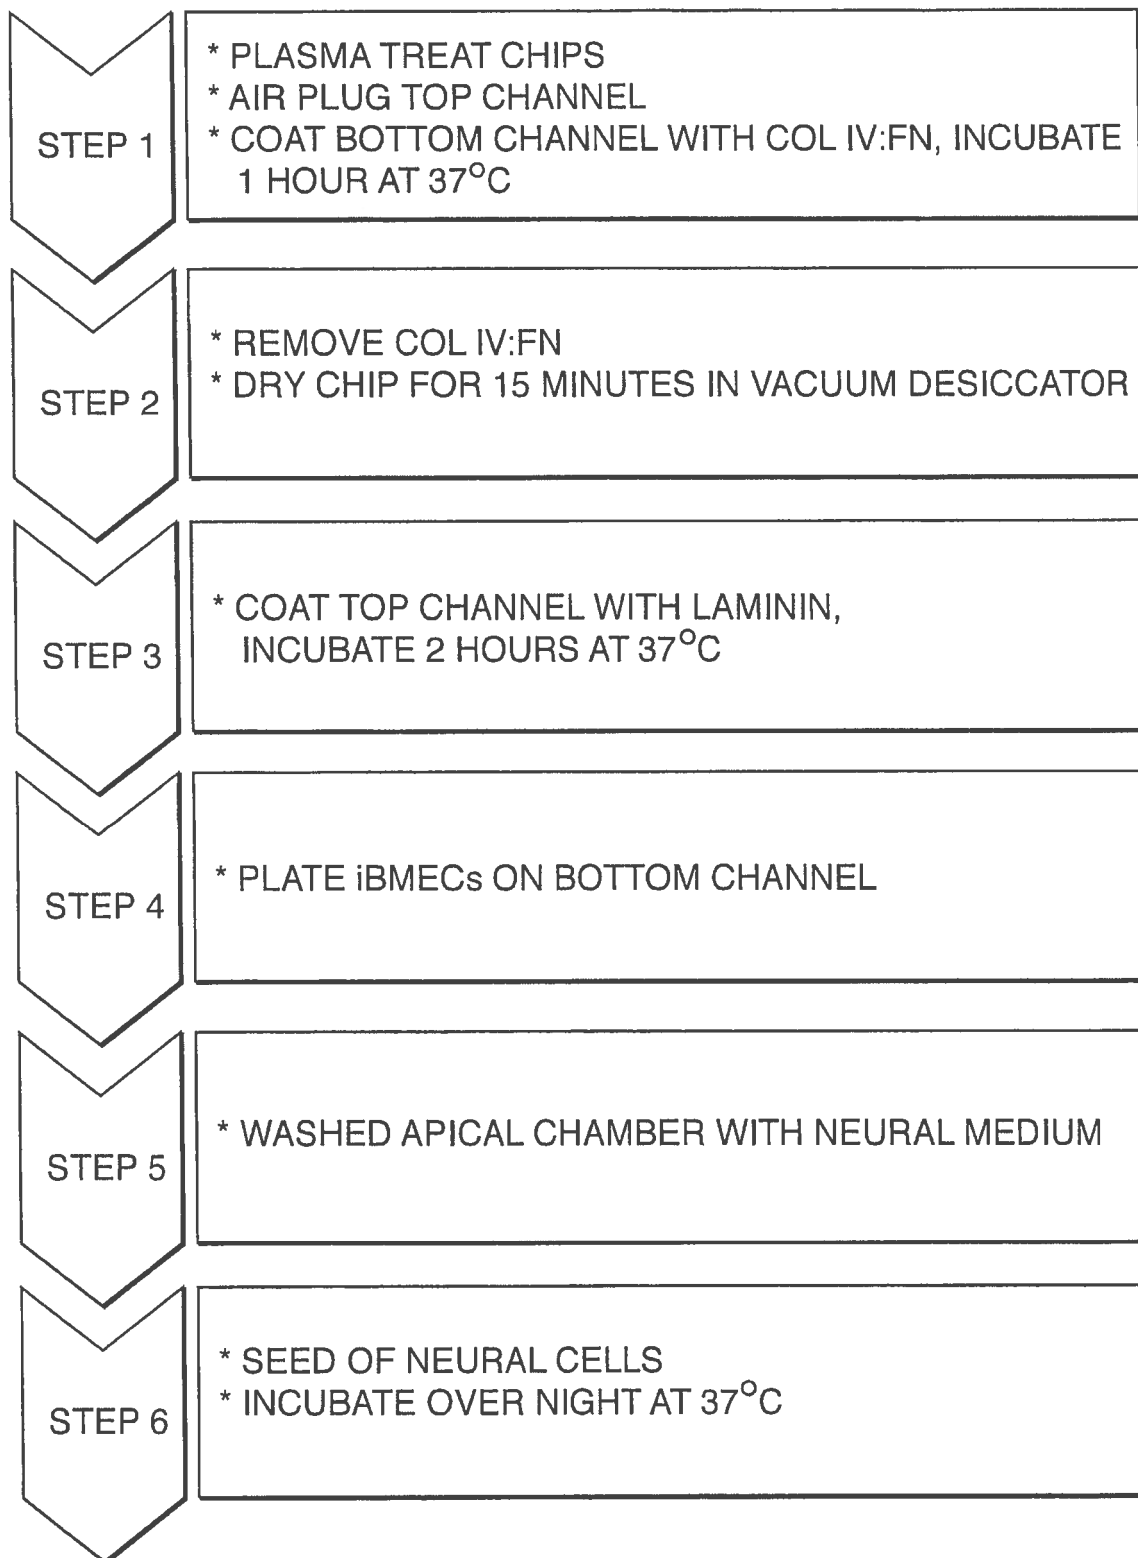 STEP 1
* PLASMA TREAT CHIPS
* AIR PLUG TOP CHANNEL
* COAT BOTTOM CHANNEL WITH COL IV:FN, INCUBATE
1 HOUR AT 37°C
STEP 2
* REMOVE COL IV:FN
* DRY CHIP FOR 15 MINUTES IN VACUUM DESICCATOR
STEP 3
* COAT TOP CHANNEL WITH LAMININ,
INCUBATE 2 HOURS AT 37°C
STEP 4
* PLATE iBMECs ON BOTTOM CHANNEL
STEP 5
* WASHED APICAL CHAMBER WITH NEURAL MEDIUM
STEP 6
* SEED OF NEURAL CELLS
* INCUBATE OVER NIGHT AT 37°C